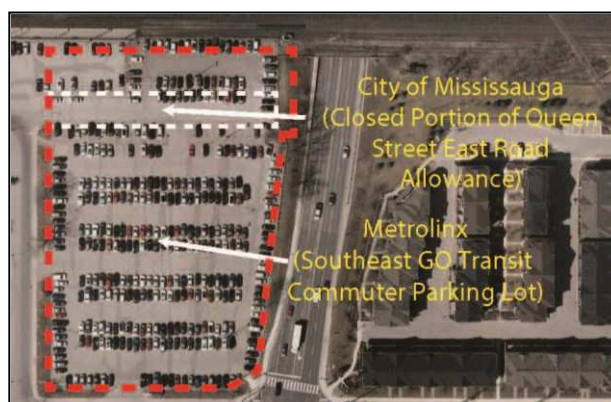 City of Mississauga
(Closed Portion of Queen
Street East Road
Allowance)
Metrolinx
(Southeast GO Transit
Commuter Parking Lot)